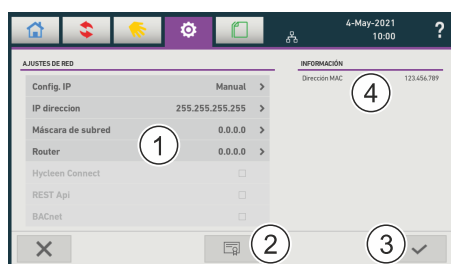 4-May-2021
10:00
?
AJUSTES DE RED
Config. IP Manual >
IP direccion 255.255.255.255 >
Máscara de subred 0.0.0.0 >
Router 0.0.0.0 >
Hycleen Connect
REST Api
BACnet
INFORMACIÓN
Dirección MAC 123.456.789
1
4
2
3